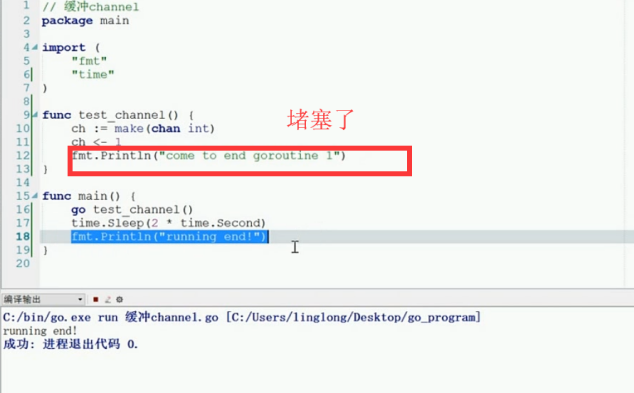 1 // 缓冲channel
2 package main
3
4 import (
5 "fmt"
6 "time"
7 )
8
9 func test_channel() {
堵塞了
10 ch := make(chan int)
11 ch <- 1
12 fmt.Println("come to end goroutine 1")
13 }
14
15 func main() {
16 go test_channel()
17 time.Sleep(2 * time.Second)
18 fmt.Println("running end!")
19 }
20
编译输出
C:/bin/go.exe run 缓冲channel.go [C:/Users/linglong/Desktop/go_program]
running end!
成功: 进程退出代码 0.